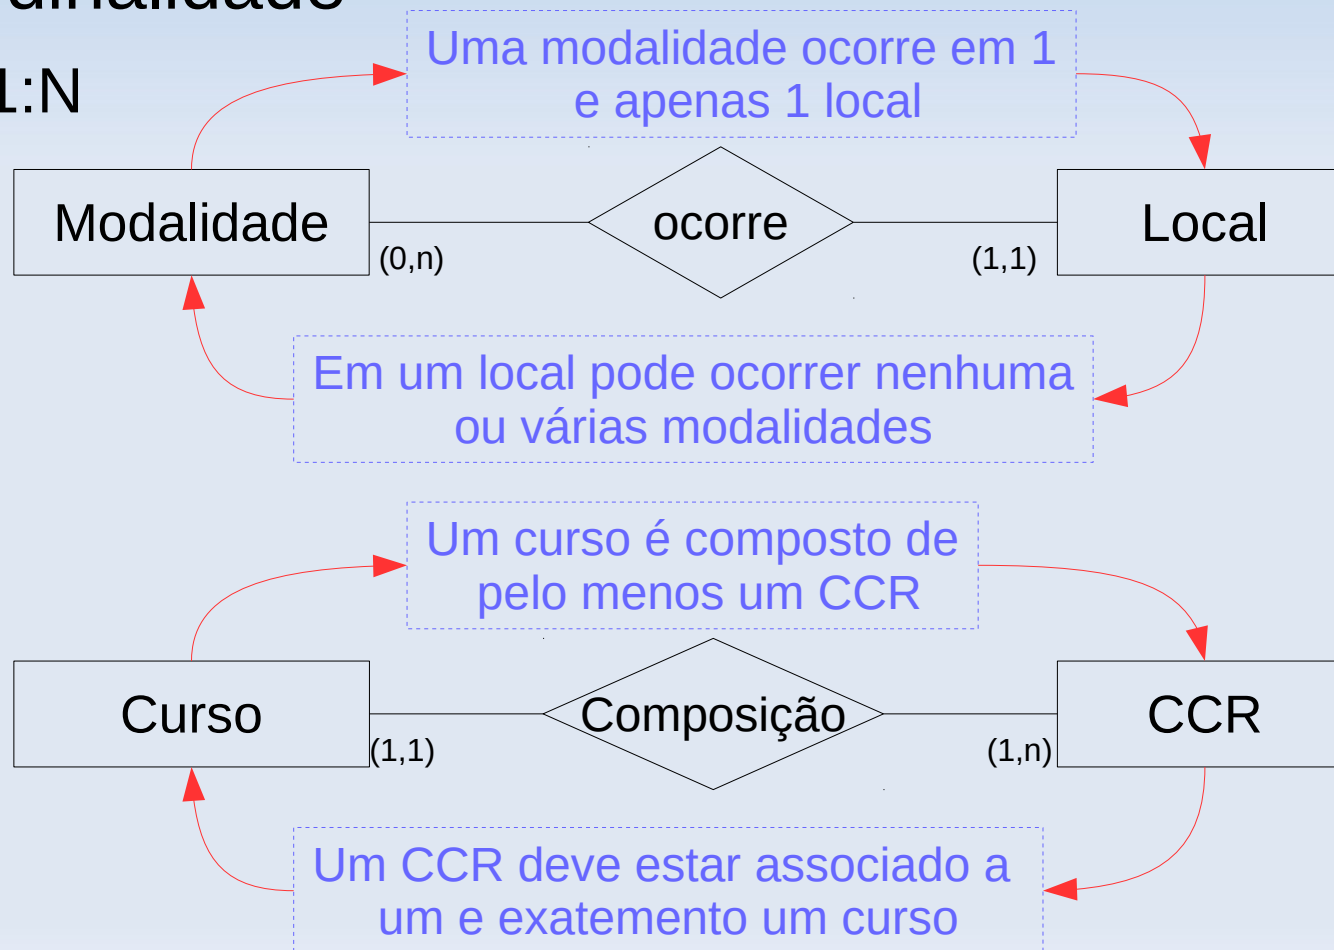 dinalidade
1:N
Uma modalidade ocorre em 1
e apenas 1 local
Modalidade
ocorre
Local
(0,n)
(1,1)
Em um local pode ocorrer nenhuma
ou várias modalidades
Um curso é composto de
pelo menos um CCR
Curso
Composição
CCR
(1,1)
(1,n)
Um CCR deve estar associado a
um e exatemento um curso